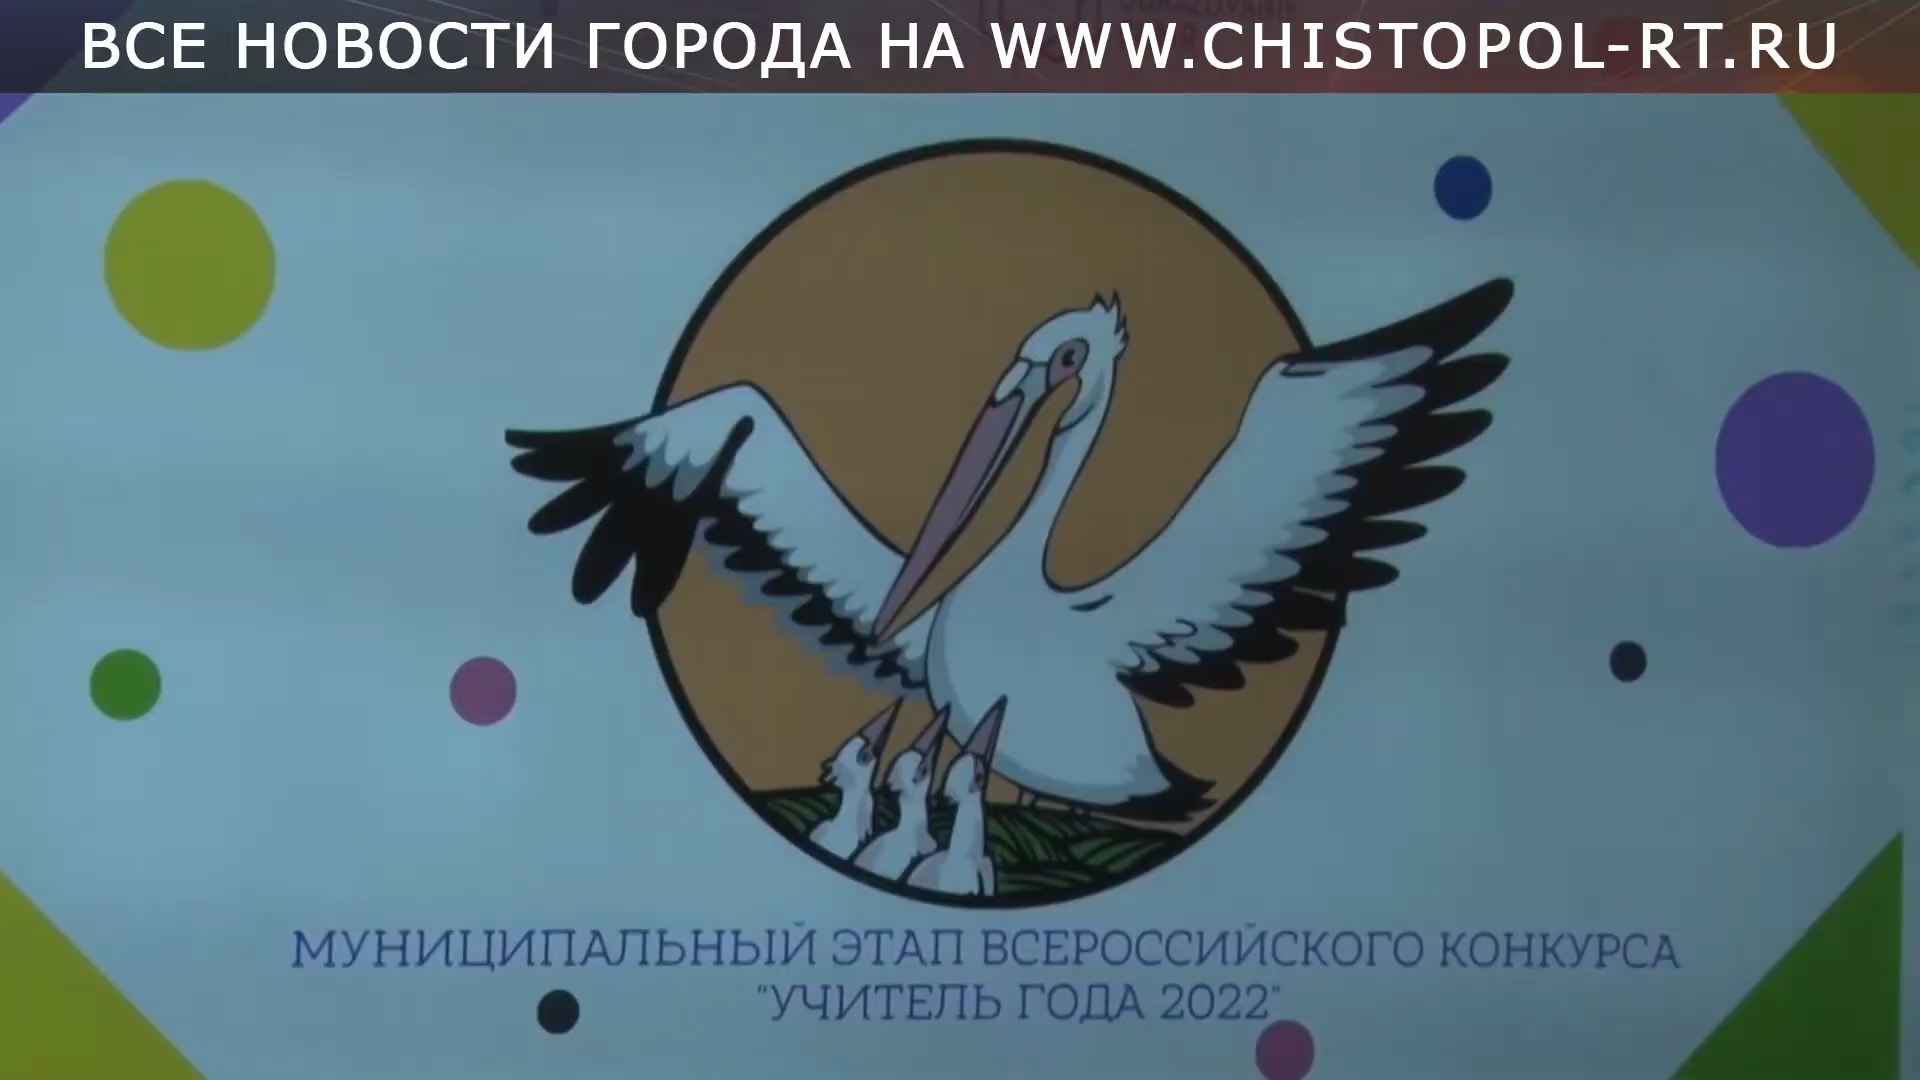 ВСЕ НОВОСТИ ГОРОДА НА WWW.CHISTOPOL-RT.RU
МУНИЦИПАЛЬНЫЙ ЭТАП ВСЕРОССИЙСКОГО КОНКУРСА
"УЧИТЕЛЬ ГОДА 2022"